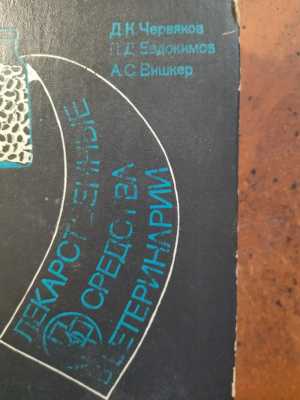 Д.К. Червяков
П.Д. Евдокимов
А.С. Вишкер
ЛЕКАРСТВЕННЫЕ
СРЕДСТВА
В ВЕТЕРИНАРИИ